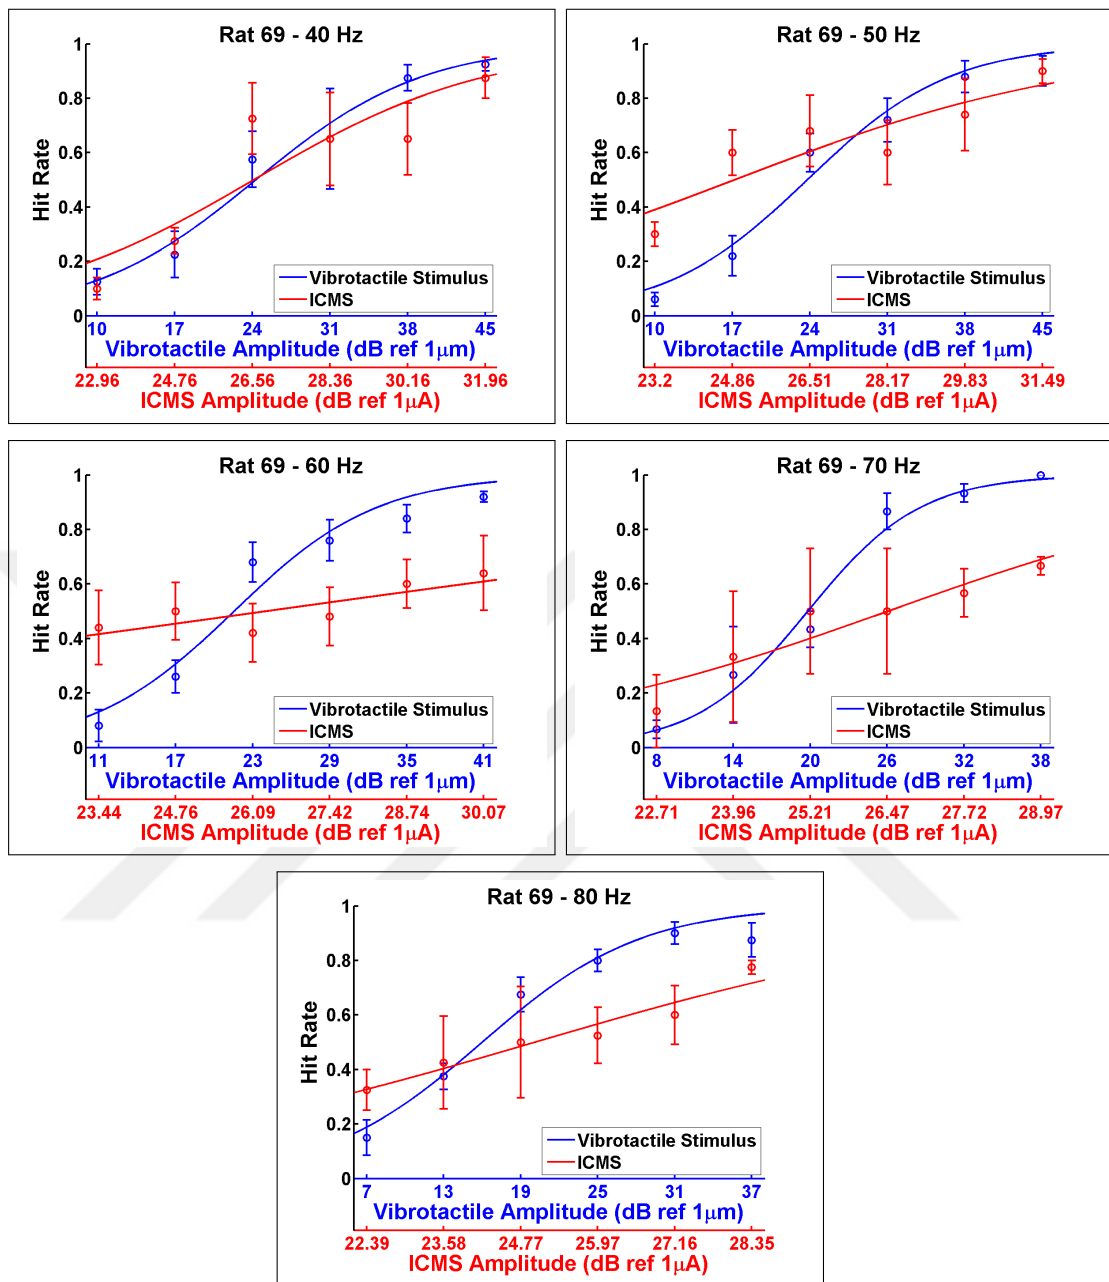 Rat 69 - 40 Hz
1
0.8
0.6
0.4
0.2
0
Hit Rate
Vibrotactile Stimulus
ICMS
10 17 24 31 38 45
Vibrotactile Amplitude (dB ref 1μm)
22.96 24.76 26.56 28.36 30.16 31.96
ICMS Amplitude (dB ref 1μA)
Rat 69 - 50 Hz
1
0.8
0.6
0.4
0.2
0
Hit Rate
Vibrotactile Stimulus
ICMS
10 17 24 31 38 45
Vibrotactile Amplitude (dB ref 1μm)
23.2 24.86 26.51 28.17 29.83 31.49
ICMS Amplitude (dB ref 1μA)
Rat 69 - 60 Hz
1
0.8
0.6
0.4
0.2
0
Hit Rate
Vibrotactile Stimulus
ICMS
11 17 23 29 35 41
Vibrotactile Amplitude (dB ref 1μm)
23.44 24.76 26.09 27.42 28.74 30.07
ICMS Amplitude (dB ref 1μA)
Rat 69 - 70 Hz
1
0.8
0.6
0.4
0.2
0
Hit Rate
Vibrotactile Stimulus
ICMS
8 14 20 26 32 38
Vibrotactile Amplitude (dB ref 1μm)
22.71 23.96 25.21 26.47 27.72 28.97
ICMS Amplitude (dB ref 1μA)
Rat 69 - 80 Hz
1
0.8
0.6
0.4
0.2
0
Hit Rate
Vibrotactile Stimulus
ICMS
7 13 19 25 31 37
Vibrotactile Amplitude (dB ref 1μm)
22.39 23.58 24.77 25.97 27.16 28.35
ICMS Amplitude (dB ref 1μA)